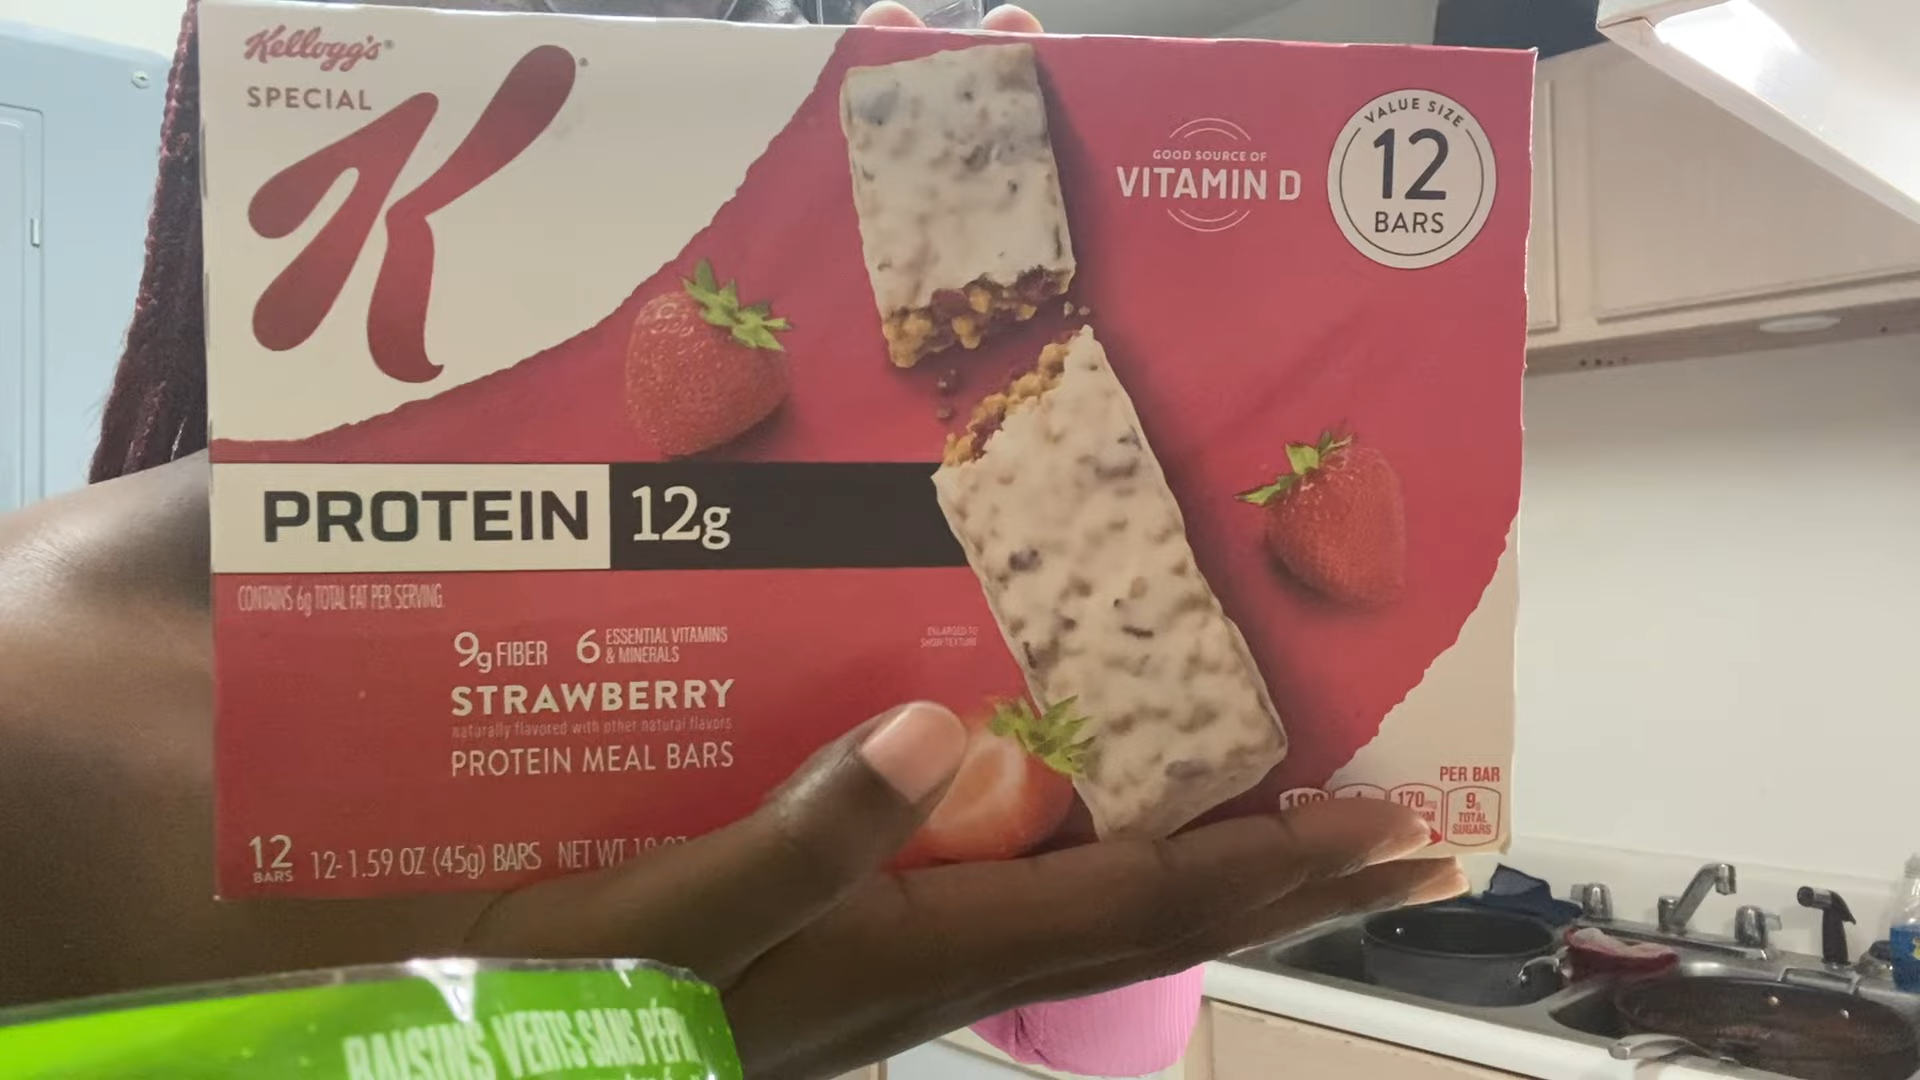 Kellogg's®
SPECIAL
K®
GOOD SOURCE OF
VITAMIN D
VALUE SIZE
12
BARS
PROTEIN 12g
CONTAINS 6g TOTAL FAT PER SERVING.
9g FIBER 6 ESSENTIAL VITAMINS
& MINERALS
ENLARGED TO
SHOW TEXTURE
STRAWBERRY
naturally flavored with other natural flavors
PROTEIN MEAL BARS
PER BAR
170mg
9g
TOTAL
SUGARS
12
BARS
12-1.59 OZ (45g) BARS NET WT
RAISINS VERTS SANS